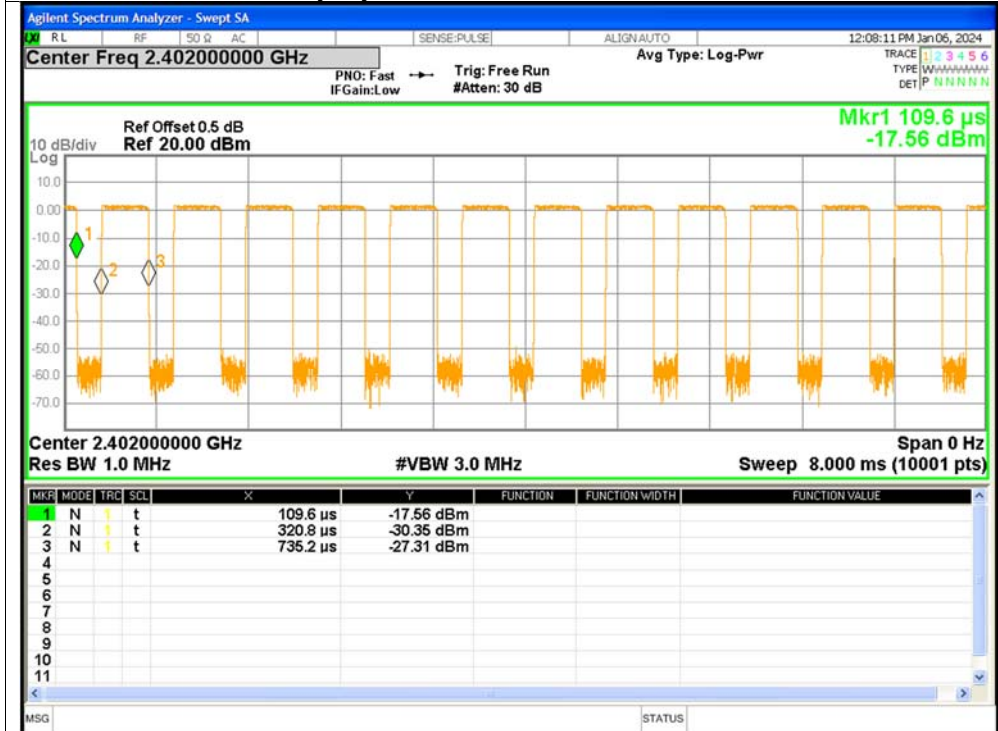 Agilent Spectrum Analyzer - Swept SA
RL RF 50 Ω AC SENSE:PULSE ALIGNAUTO 12:08:11 PM Jan 06, 2024
Center Freq 2.402000000 GHz
PNO: Fast
IFGain:Low
Trig: Free Run
#Atten: 30 dB
Avg Type: Log-Pwr
TRACE 1 2 3 4 5 6
TYPE
DET P N N N N N
Mkr1 109.6 µs
-17.56 dBm
Ref Offset 0.5 dB
10 dB/div Ref 20.00 dBm
Log
10.0
0.00
-10.0
-20.0
-30.0
-40.0
-50.0
-60.0
-70.0
1
2
3
Center 2.402000000 GHz Span 0 Hz
Res BW 1.0 MHz #VBW 3.0 MHz Sweep 8.000 ms (10001 pts)
MKR MODE TRC SCL X Y FUNCTION FUNCTION WIDTH FUNCTION VALUE
1 N 1 t 109.6 µs -17.56 dBm
2 N 1 t 320.8 µs -30.35 dBm
3 N 1 t 735.2 µs -27.31 dBm
4
5
6
7
8
9
10
11
MSG STATUS